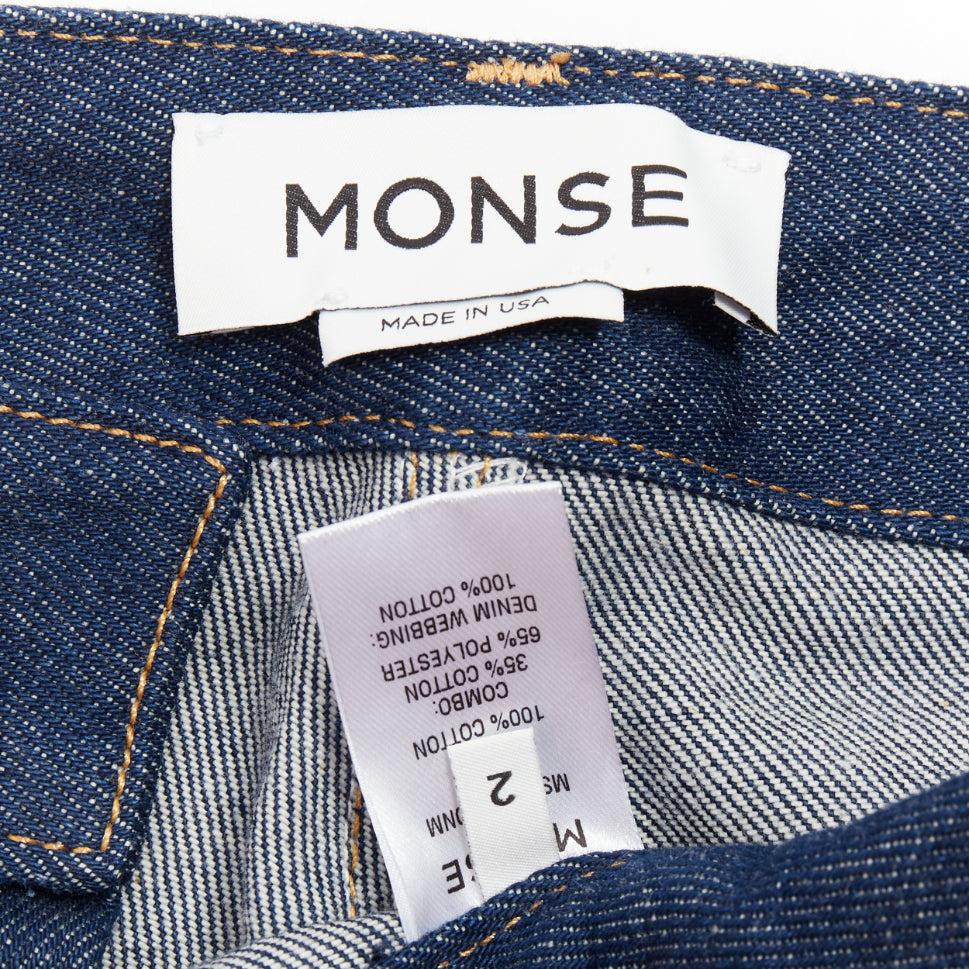 MONSE
MADE IN USA
2
100% COTTON
COMBO:
35% COTTON
65% POLYESTER
DENIM WEBBING:
100% COTTON